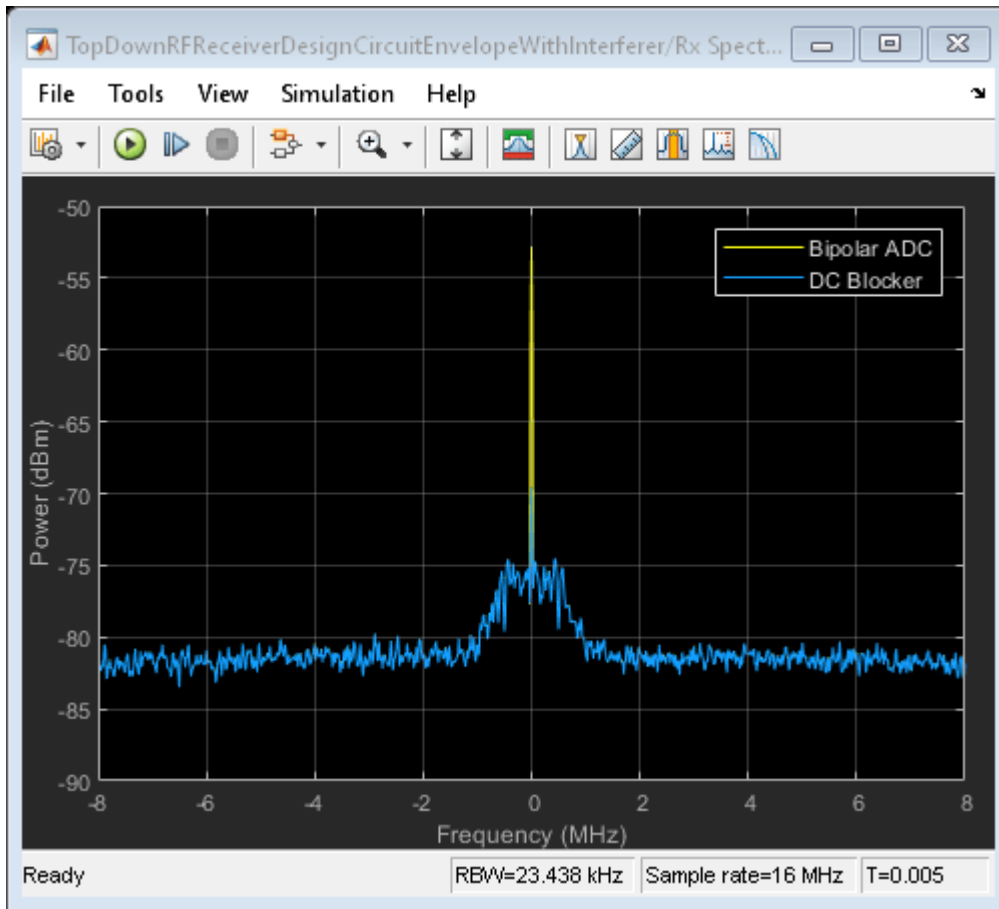 TopDownRFReceiverDesignCircuitEnvelopeWithInterferer/Rx Spect...
File Tools View Simulation Help
-50
-55
-60
-65
-70
-75
-80
-85
-90
Power (dBm)
Bipolar ADC
DC Blocker
-8 -6 -4 -2 0 2 4 6 8
Frequency (MHz)
Ready RBW=23.438 kHz Sample rate=16 MHz T=0.005